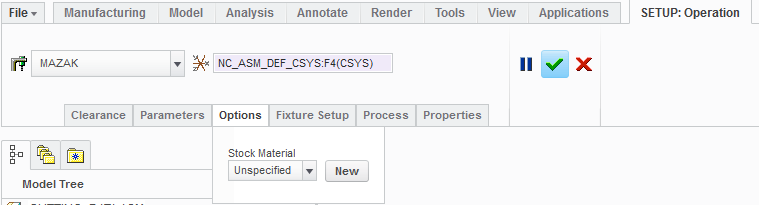 File Manufacturing Model Analysis Annotate Render Tools View Applications SETUP: Operation
MAZAK NC_ASM_DEF_CSYS:F4(CSYS)
Clearance Parameters Options Fixture Setup Process Properties
Stock Material
Unspecified New
Model Tree